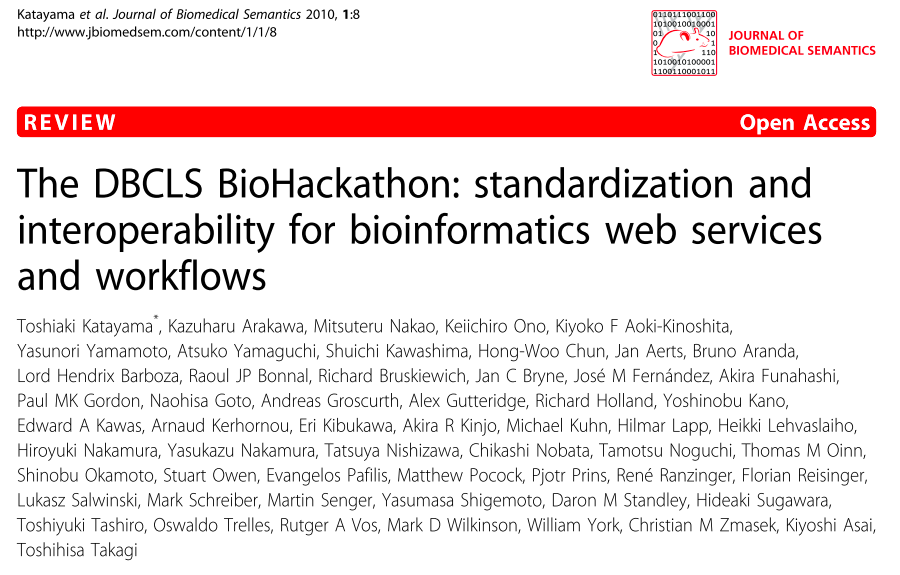 Katayama et al. Journal of Biomedical Semantics 2010, 1:8
http://www.jbiomedsem.com/content/1/1/8
JOURNAL OF
BIOMEDICAL SEMANTICS
REVIEW
Open Access
The DBCLS BioHackathon: standardization and
interoperability for bioinformatics web services
and workflows
Toshiaki Katayama*, Kazuharu Arakawa, Mitsuteru Nakao, Keiichiro Ono, Kiyoko F Aoki-Kinoshita,
Yasunori Yamamoto, Atsuko Yamaguchi, Shuichi Kawashima, Hong-Woo Chun, Jan Aerts, Bruno Aranda,
Lord Hendrix Barboza, Raoul JP Bonnal, Richard Bruskiewich, Jan C Bryne, José M Fernández, Akira Funahashi,
Paul MK Gordon, Naohisa Goto, Andreas Groscurth, Alex Gutteridge, Richard Holland, Yoshinobu Kano,
Edward A Kawas, Arnaud Kerhornou, Eri Kibukawa, Akira R Kinjo, Michael Kuhn, Hilmar Lapp, Heikki Lehvaslaiho,
Hiroyuki Nakamura, Yasukazu Nakamura, Tatsuya Nishizawa, Chikashi Nobata, Tamotsu Noguchi, Thomas M Oinn,
Shinobu Okamoto, Stuart Owen, Evangelos Pafilis, Matthew Pocock, Pjotr Prins, René Ranzinger, Florian Reisinger,
Lukasz Salwinski, Mark Schreiber, Martin Senger, Yasumasa Shigemoto, Daron M Standley, Hideaki Sugawara,
Toshiyuki Tashiro, Oswaldo Trelles, Rutger A Vos, Mark D Wilkinson, William York, Christian M Zmasek, Kiyoshi Asai,
Toshihisa Takagi